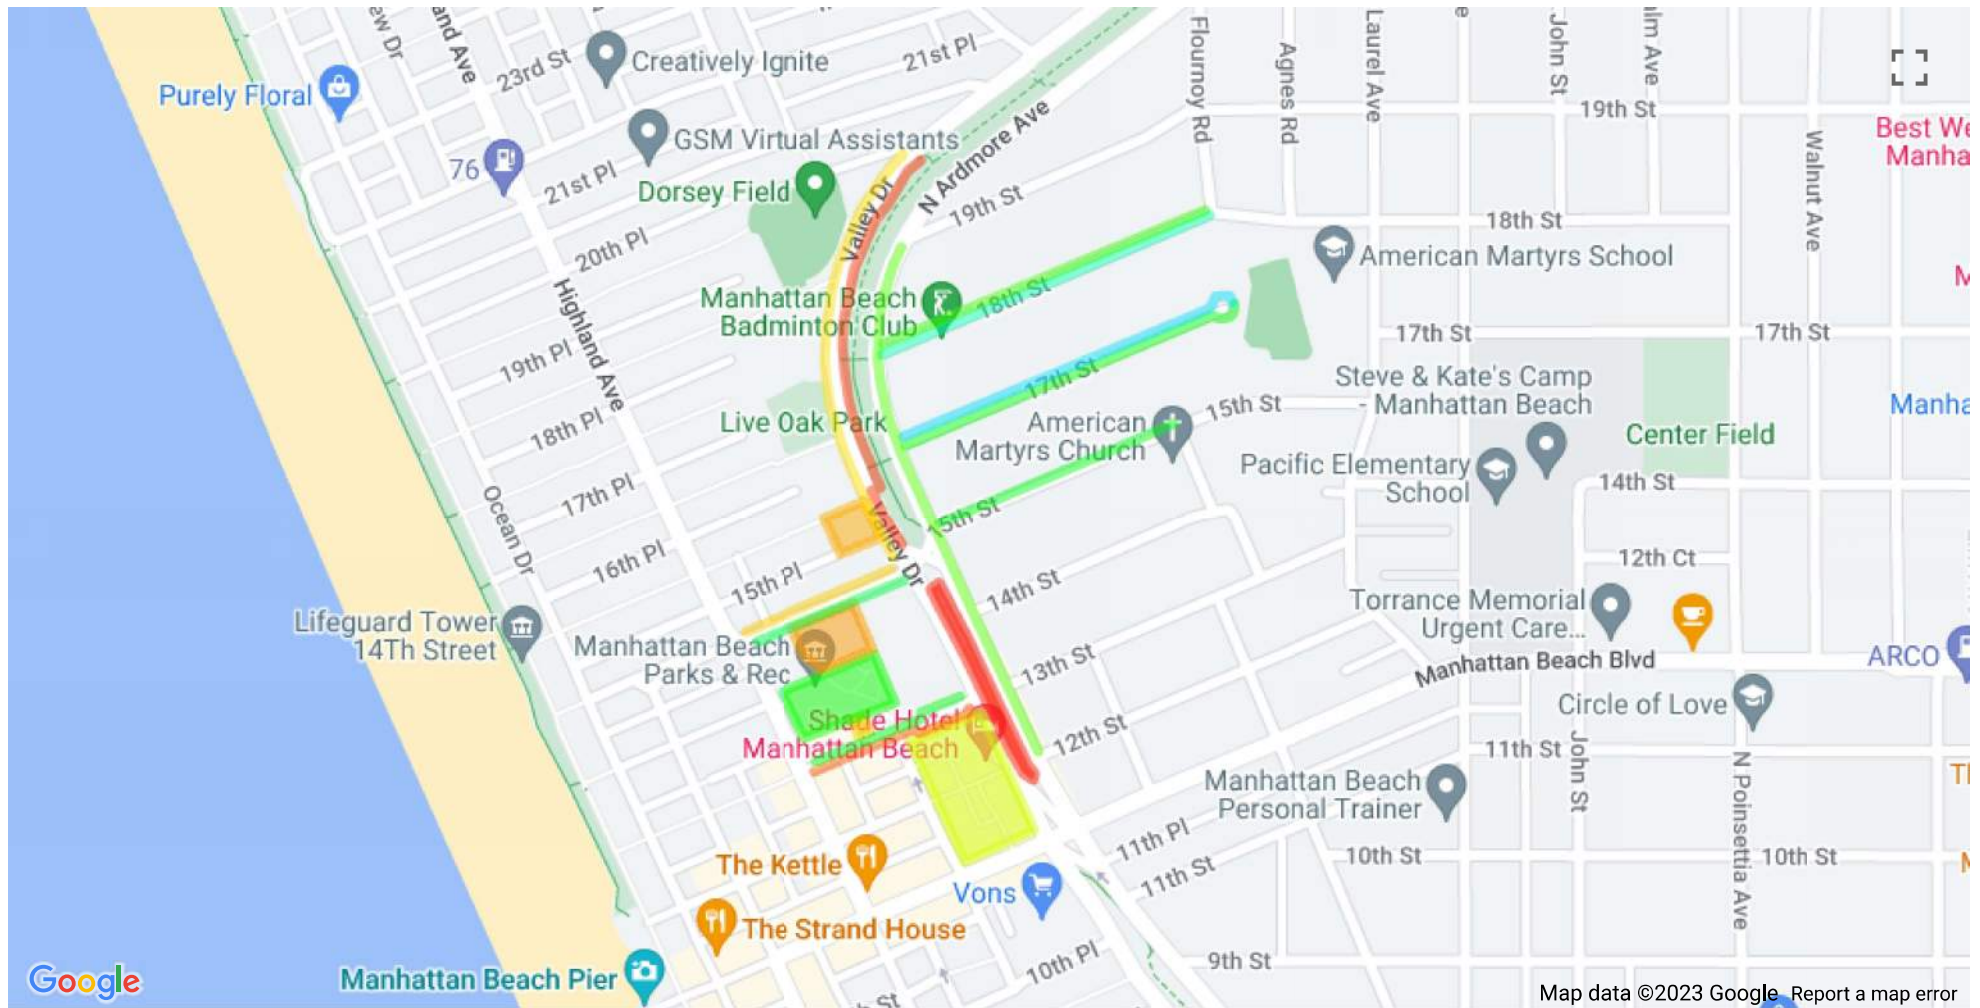 ew Dr
and Ave
23rd St
Creatively Ignite
21st Pl
Flournoy Rd
Agnes Rd
Laurel Ave
John St
alm Ave
Purely Floral
19th St
Walnut Ave
Best We
Manha
GSM Virtual Assistants
N Ardmore Ave
76
21st Pl
Dorsey Field
Valley Dr
19th St
18th St
20th Pl
American Martyrs School
Highland Ave
Manhattan Beach
Badminton Club
18th St
17th St
17th St
19th Pl
17th St
Steve & Kate's Camp
- Manhattan Beach
Manha
Live Oak Park
American
Martyrs Church
15th St
18th Pl
Center Field
Pacific Elementary
School
14th St
17th Pl
Ocean Dr
Valley Dr
15th St
16th Pl
12th Ct
15th Pl
14th St
Torrance Memorial
Urgent Care...
Lifeguard Tower
14Th Street
Manhattan Beach
Parks & Rec
13th St
Manhattan Beach Blvd
ARCO
Circle of Love
Shade Hotel
Manhattan Beach
12th St
11th St
11th St
John St
N Poinsettia Ave
Manhattan Beach
Personal Trainer
11th Pl
10th St
10th St
The Kettle
Vons
11th St
The Strand House
10th Pl
9th St
Manhattan Beach Pier
Google
Map data ©2023 Google
Report a map error